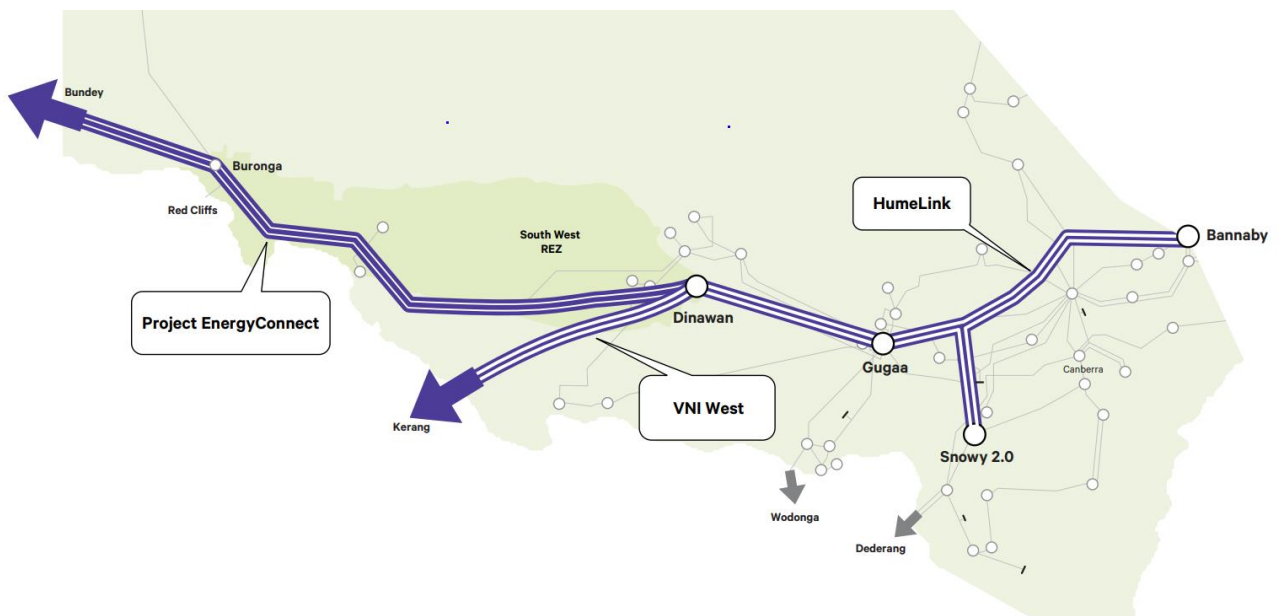 Bundey
Buronga
Red Cliffs
HumeLink
South West
REZ
Bannaby
Project EnergyConnect
Dinawan
Gugaa
Canberra
VNI West
Kerang
Snowy 2.0
Wodonga
Dederang